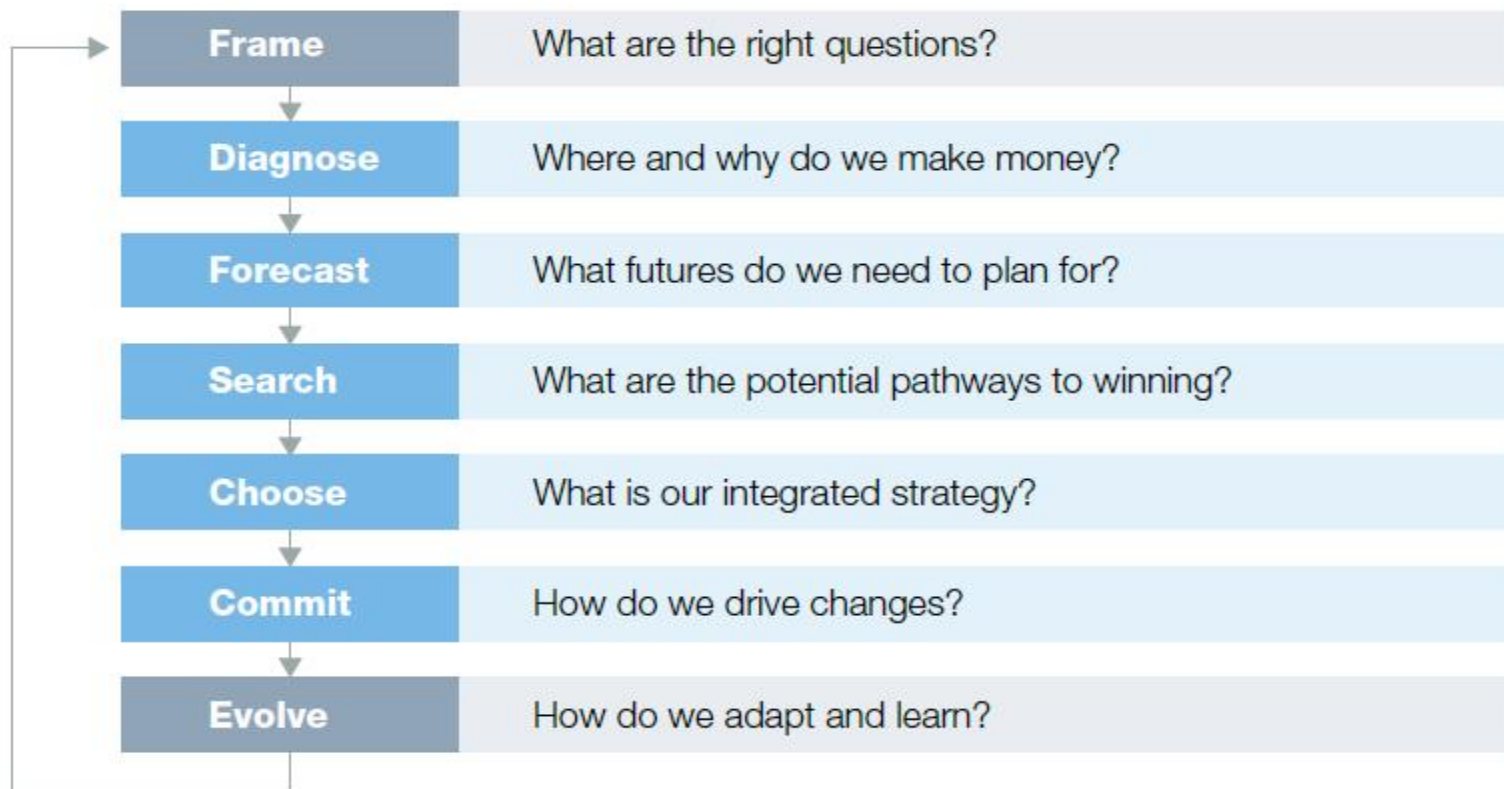 Frame What are the right questions?
Diagnose Where and why do we make money?
Forecast What futures do we need to plan for?
Search What are the potential pathways to winning?
Choose What is our integrated strategy?
Commit How do we drive changes?
Evolve How do we adapt and learn?